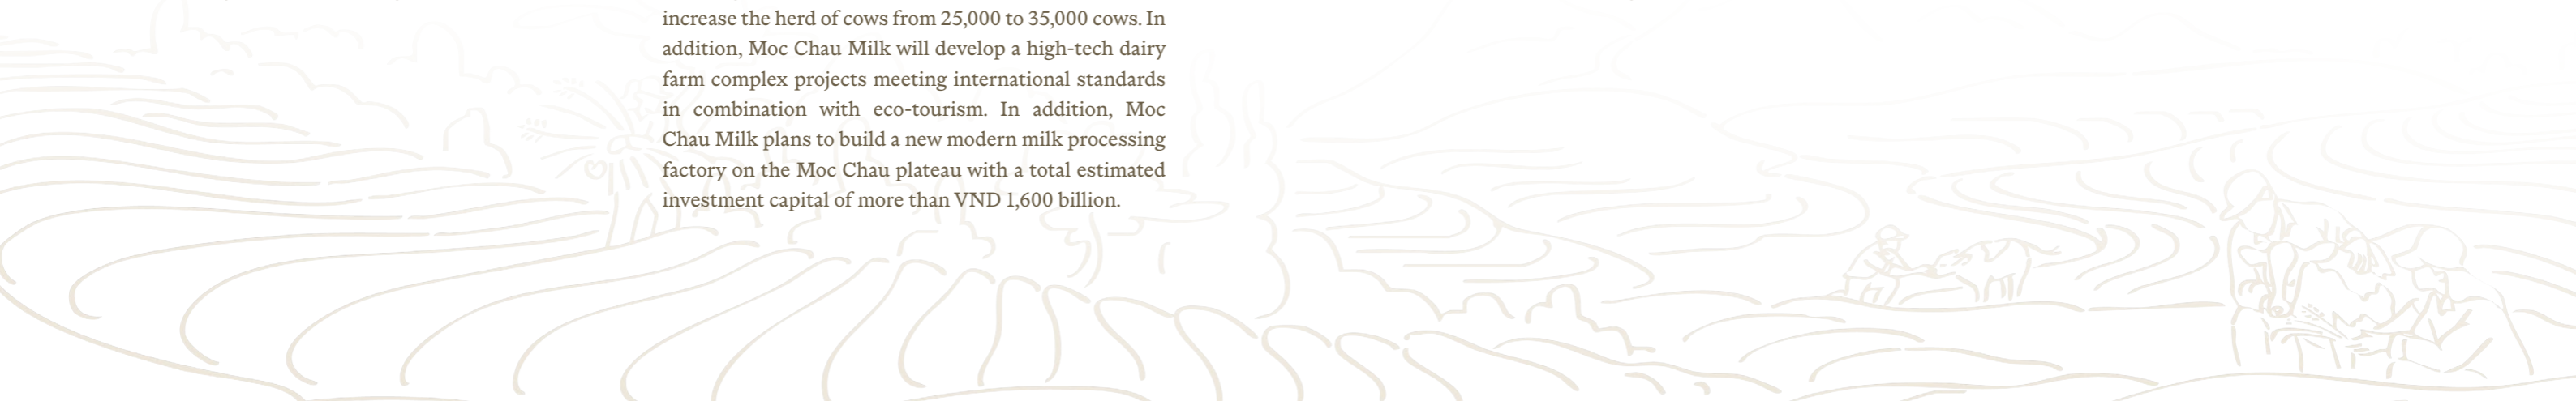 increase the herd of cows from 25,000 to 35,000 cows. In
addition, Moc Chau Milk will develop a high-tech dairy
farm complex projects meeting international standards
in combination with eco-tourism. In addition, Moc
Chau Milk plans to build a new modern milk processing
factory on the Moc Chau plateau with a total estimated
investment capital of more than VND 1,600 billion.